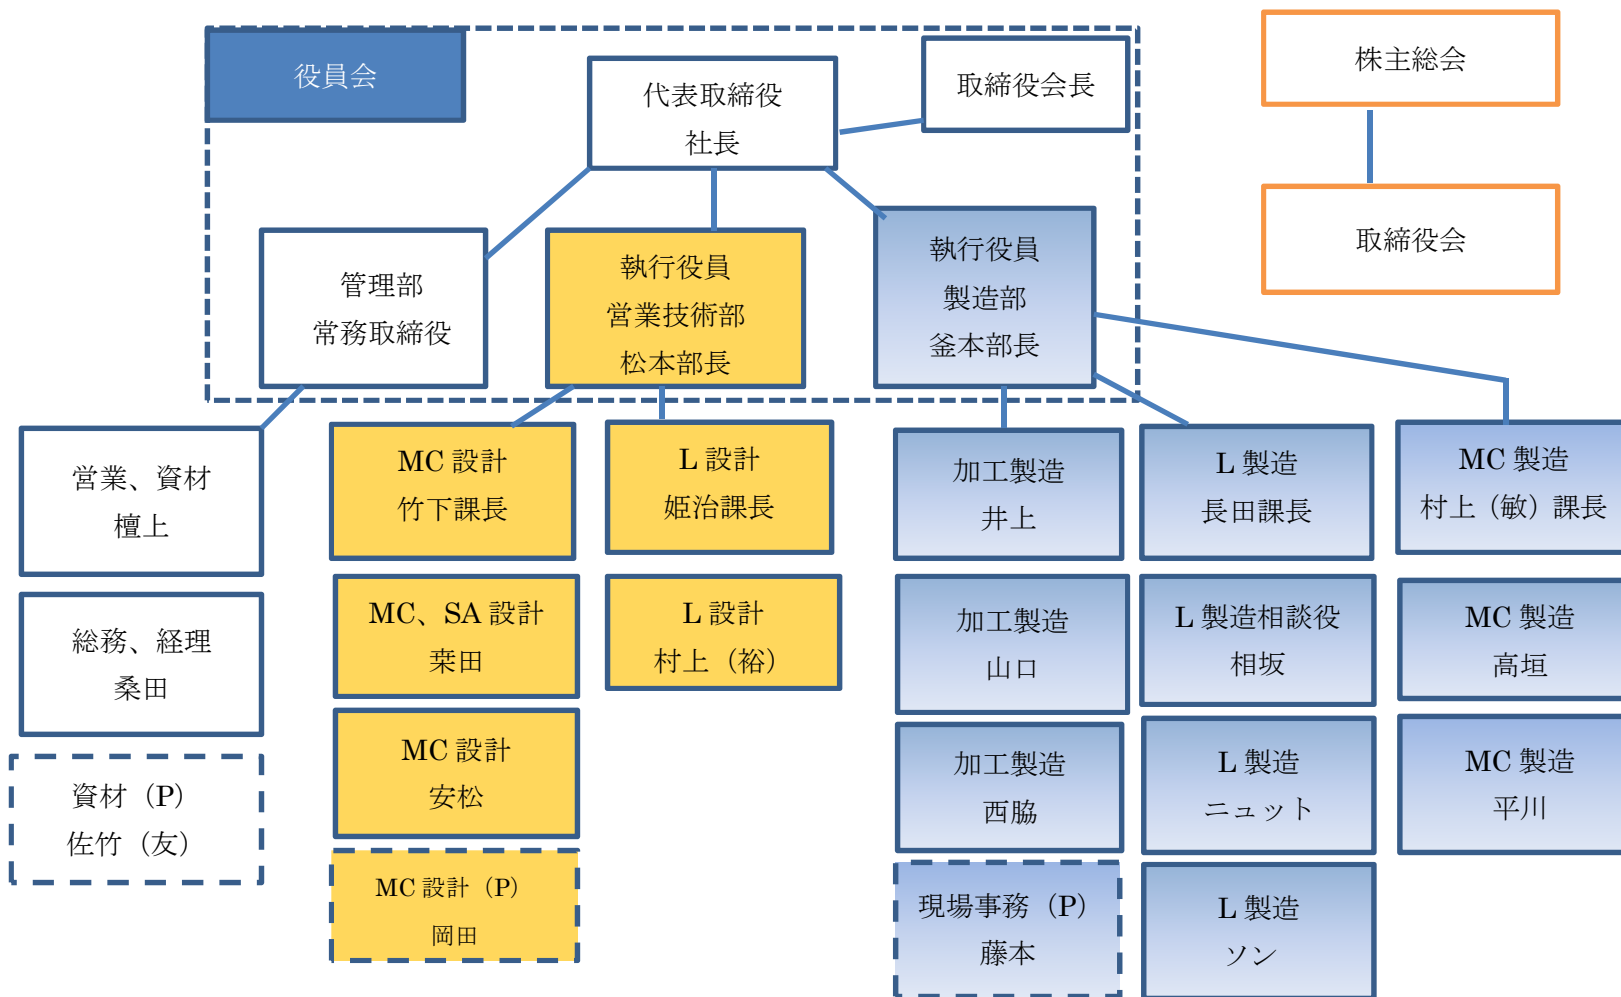 役員会
代表取締役
社長
取締役会長
株主総会
取締役会
管理部
常務取締役
執行役員
営業技術部
松本部長
執行役員
製造部
釜本部長
営業、資材
檀上
総務、経理
桑田
資材（P）
佐竹（友）
MC 設計
竹下課長
MC、SA 設計
桒田
MC 設計
安松
MC 設計（P）
岡田
L 設計
姫治課長
L 設計
村上（裕）
加工製造
井上
加工製造
山口
加工製造
西脇
現場事務（P）
藤本
L 製造
長田課長
L 製造相談役
相坂
L 製造
ニュット
L 製造
ソン
MC 製造
村上（敏）課長
MC 製造
高垣
MC 製造
平川